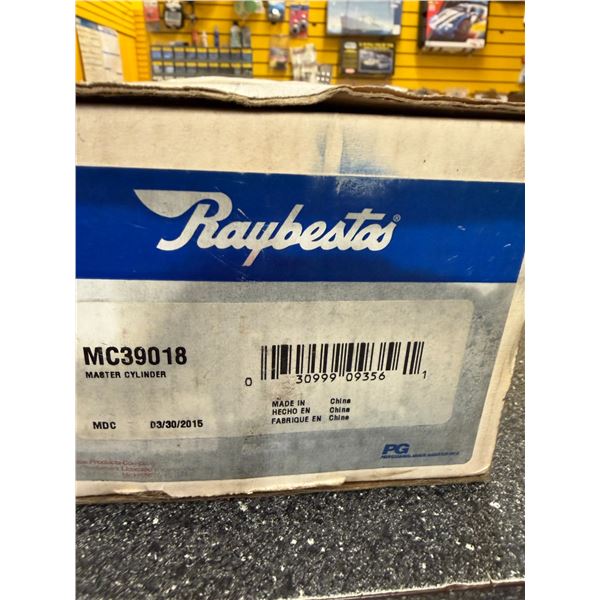 Raybestos®
MC39018
MASTER CYLINDER
0 30999 09356 1
MADE IN China
HECHO EN China
FABRIQUE EN China
MDC 03/30/2015
PG